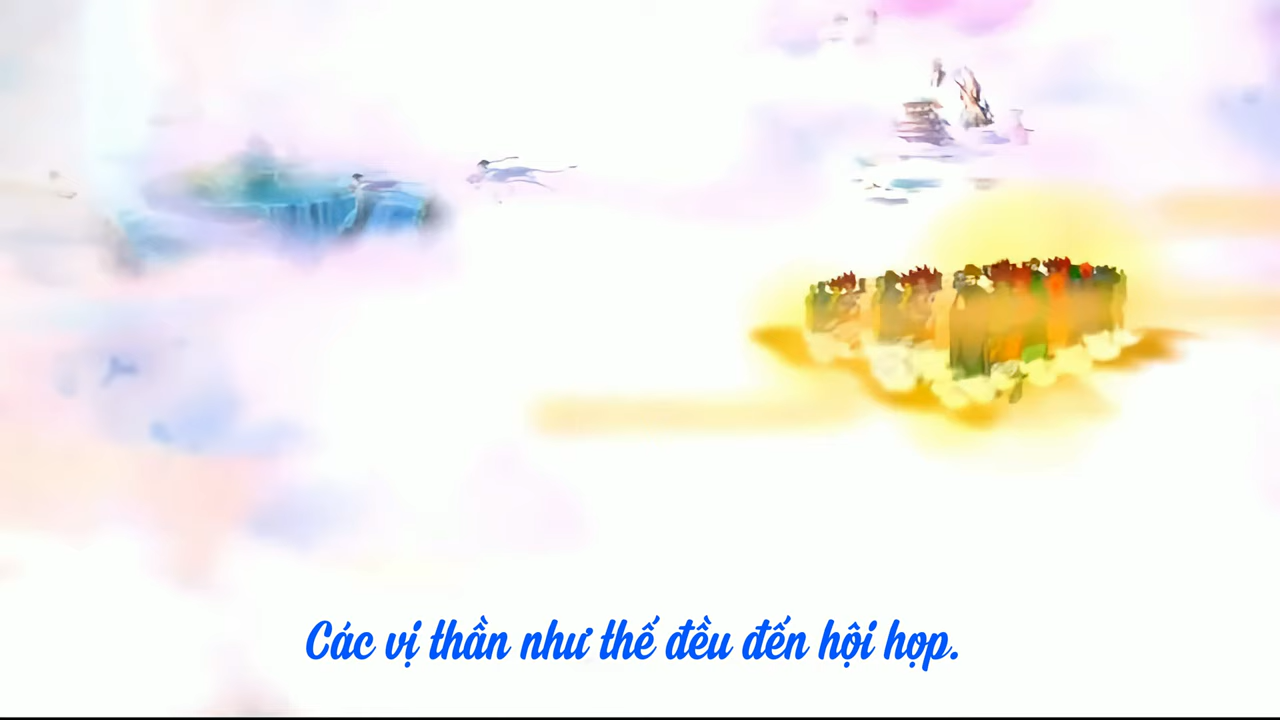 Các vị thần như thế đều đến hội họp.